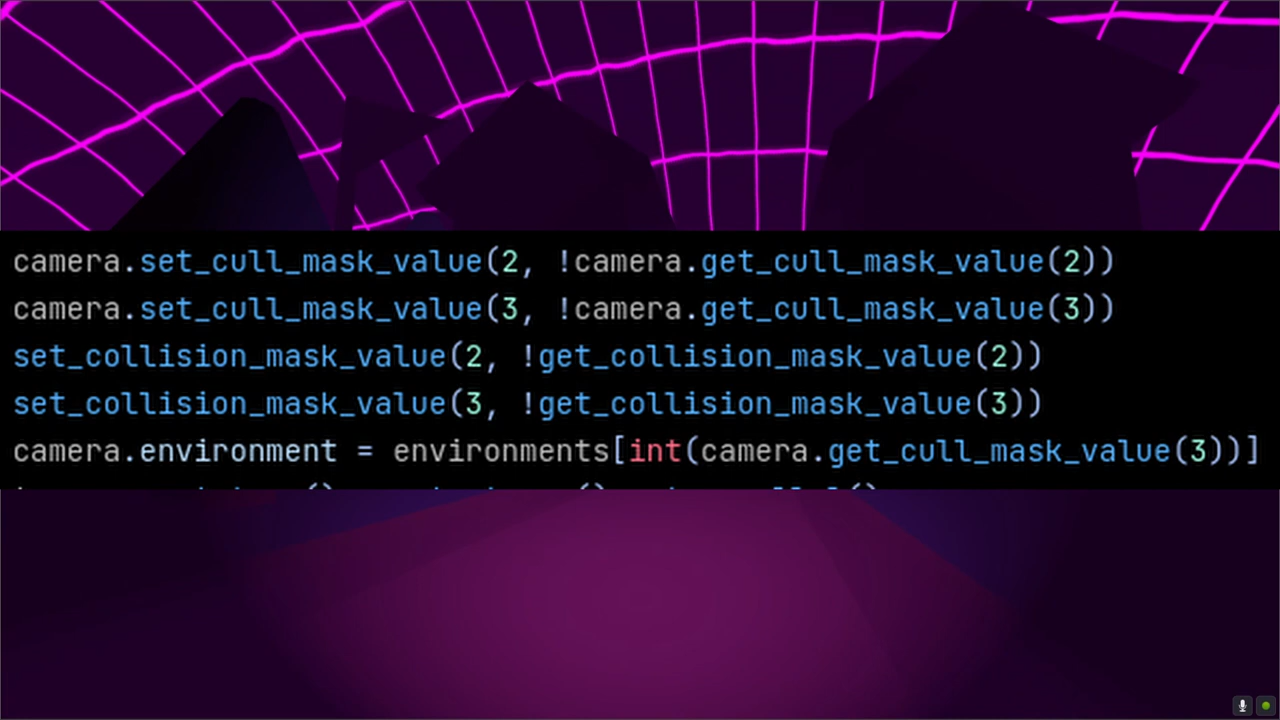 camera.set_cull_mask_value(2, !camera.get_cull_mask_value(2))
camera.set_cull_mask_value(3, !camera.get_cull_mask_value(3))
set_collision_mask_value(2, !get_collision_mask_value(2))
set_collision_mask_value(3, !get_collision_mask_value(3))
camera.environment = environments[int(camera.get_cull_mask_value(3))]